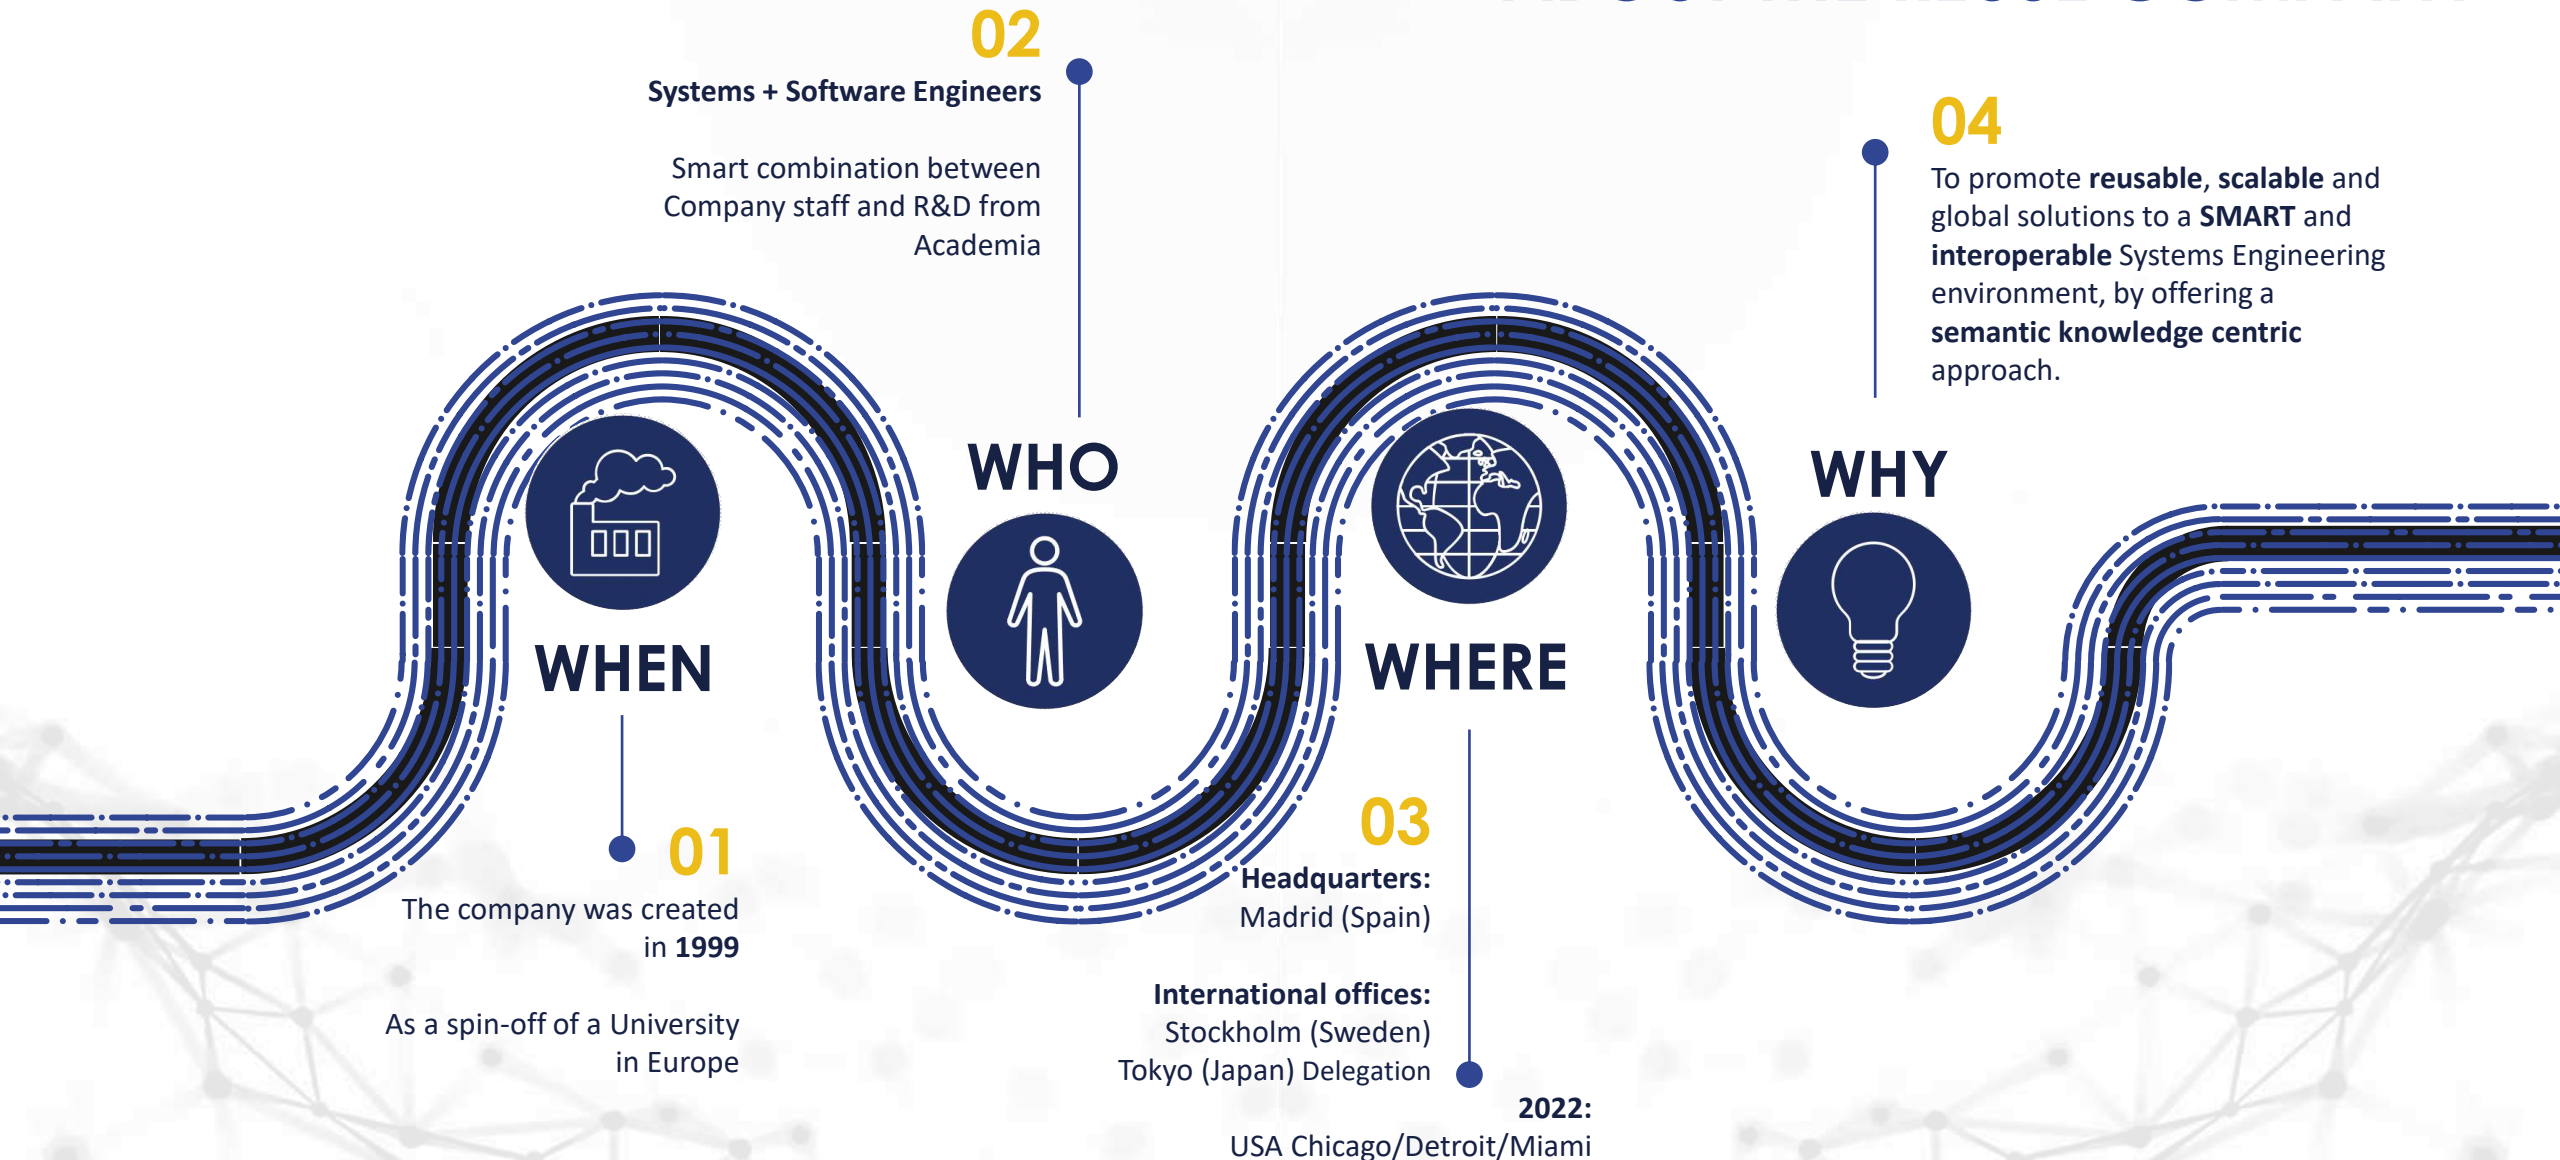 02
Systems + Software Engineers
Smart combination between
Company staff and R&D from
Academia
04
To promote reusable, scalable and
global solutions to a SMART and
interoperable Systems Engineering
environment, by offering a
semantic knowledge centric
approach.
WHO
WHY
WHEN
WHERE
01
The company was created
in 1999
As a spin-off of a University
in Europe
03
Headquarters:
Madrid (Spain)
International offices:
Stockholm (Sweden)
Tokyo (Japan) Delegation
2022:
USA Chicago/Detroit/Miami